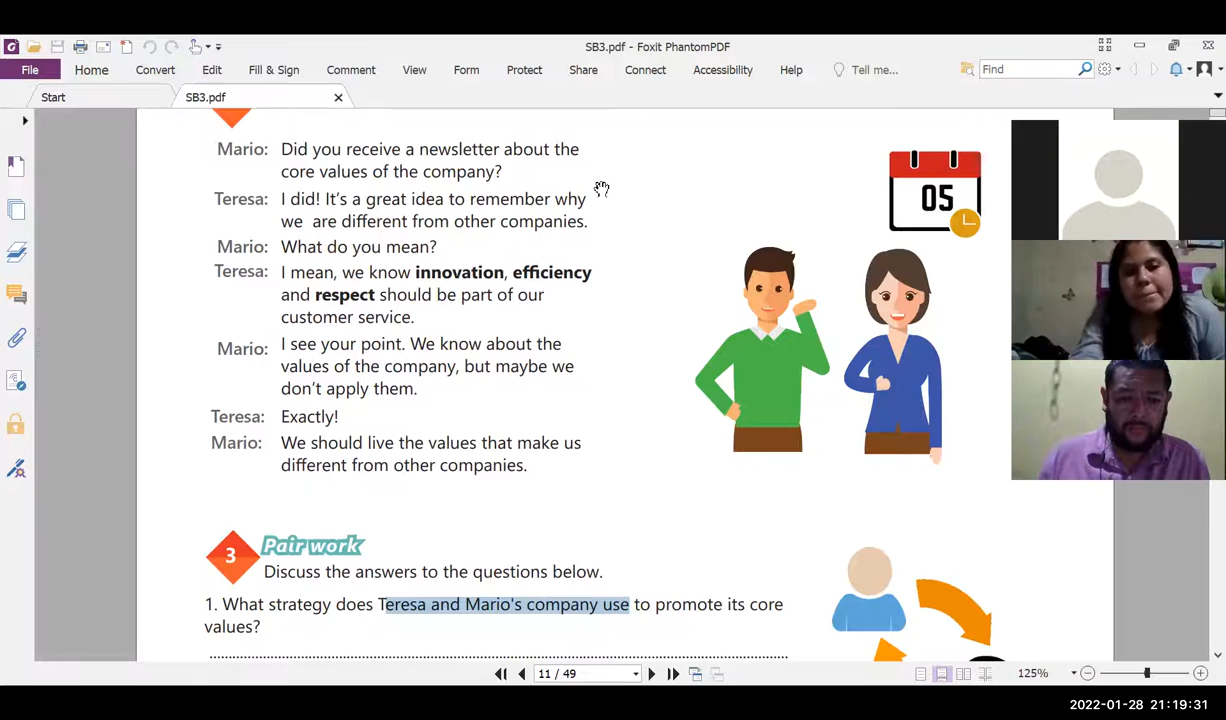 SB3.pdf - Foxit PhantomPDF
File Home Convert Edit Fill & Sign Comment View Form Protect Share Connect Accessibility Help Tell me... Find
Start SB3.pdf
Mario: Did you receive a newsletter about the
core values of the company?
Teresa: I did! It's a great idea to remember why
we are different from other companies.
Mario: What do you mean?
Teresa: I mean, we know innovation, efficiency
and respect should be part of our
customer service.
Mario: I see your point. We know about the
values of the company, but maybe we
don't apply them.
Teresa: Exactly!
Mario: We should live the values that make us
different from other companies.
05
3 Pair work
Discuss the answers to the questions below.
1. What strategy does Teresa and Mario's company use to promote its core
values?
11 / 49
125%
2022-01-28 21:19:31